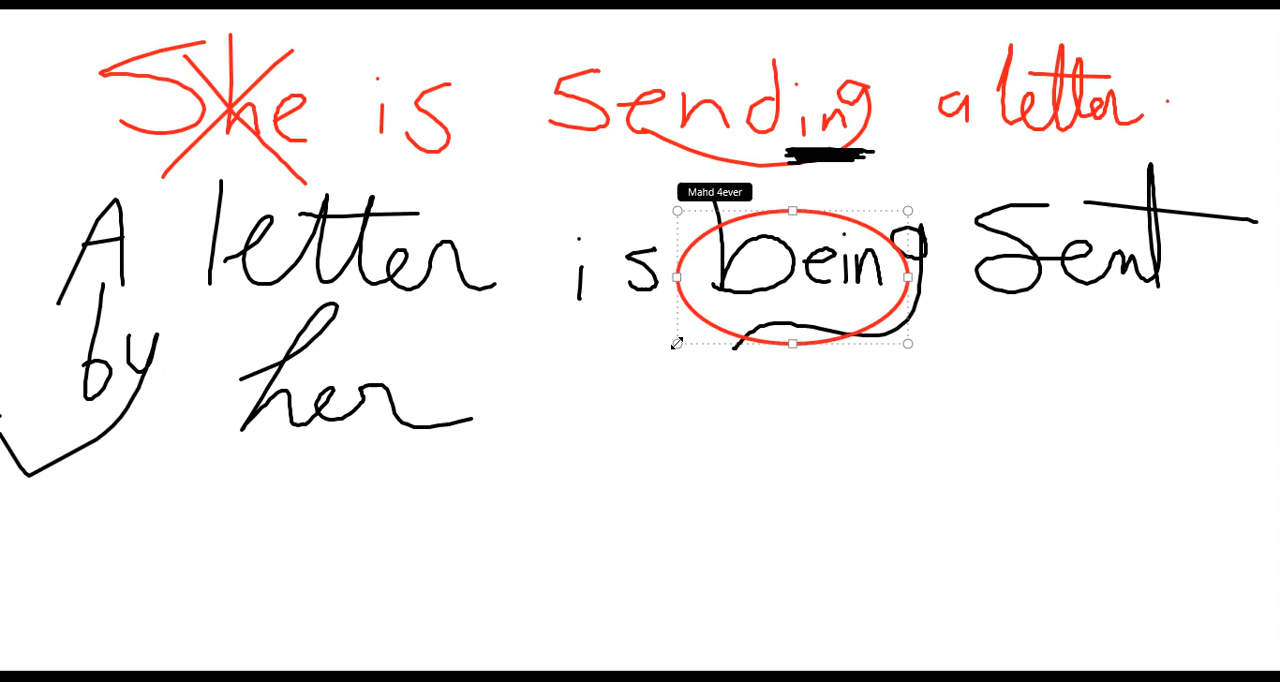 She is sending a letter.
Mahd 4ever
A letter is being sent
by her